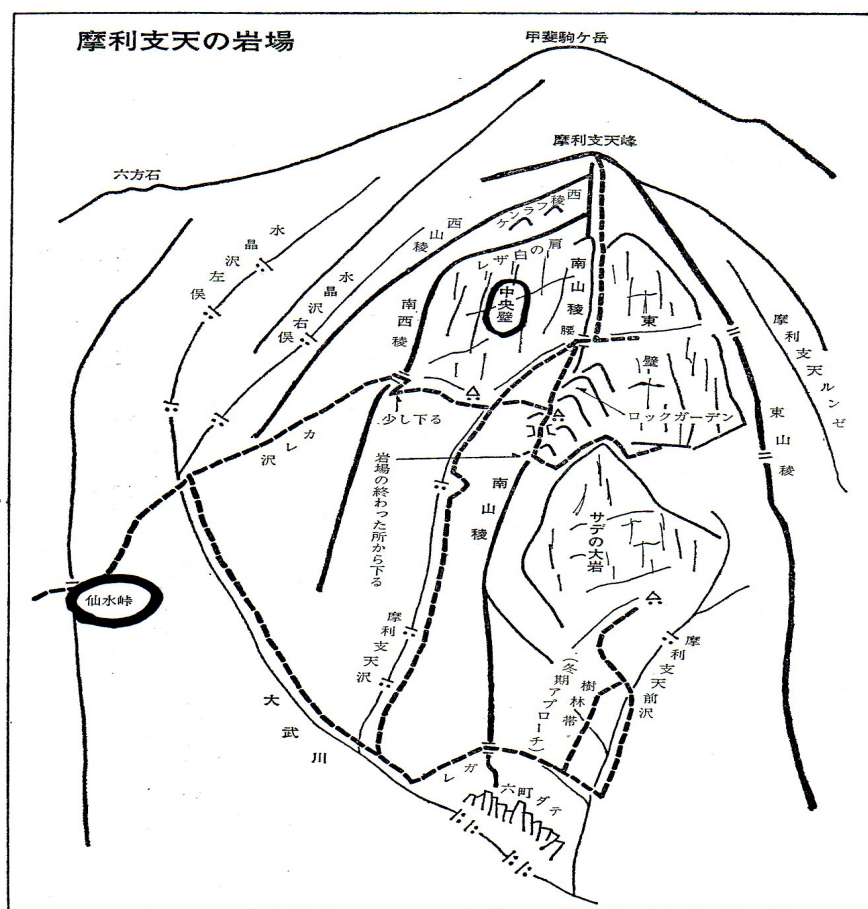 摩利支天の岩場
甲斐駒ケ岳
摩利支天峰
六方石
西稜
ケンラフ
西山稜
水晶沢左俣
水晶沢右俣
レザ白の肩
中央壁
南山稜
南西稜
腰
東壁
摩利支天ルンゼ
ロックガーデン
東山稜
少し下る
ガレ沢
岩場の終わった所から下る
南山稜
サデの大岩
仙水峠
摩利支天沢
摩利支天前沢
樹林帯
(冬期アプローチ)
大武川
ガレ
六町ダテ